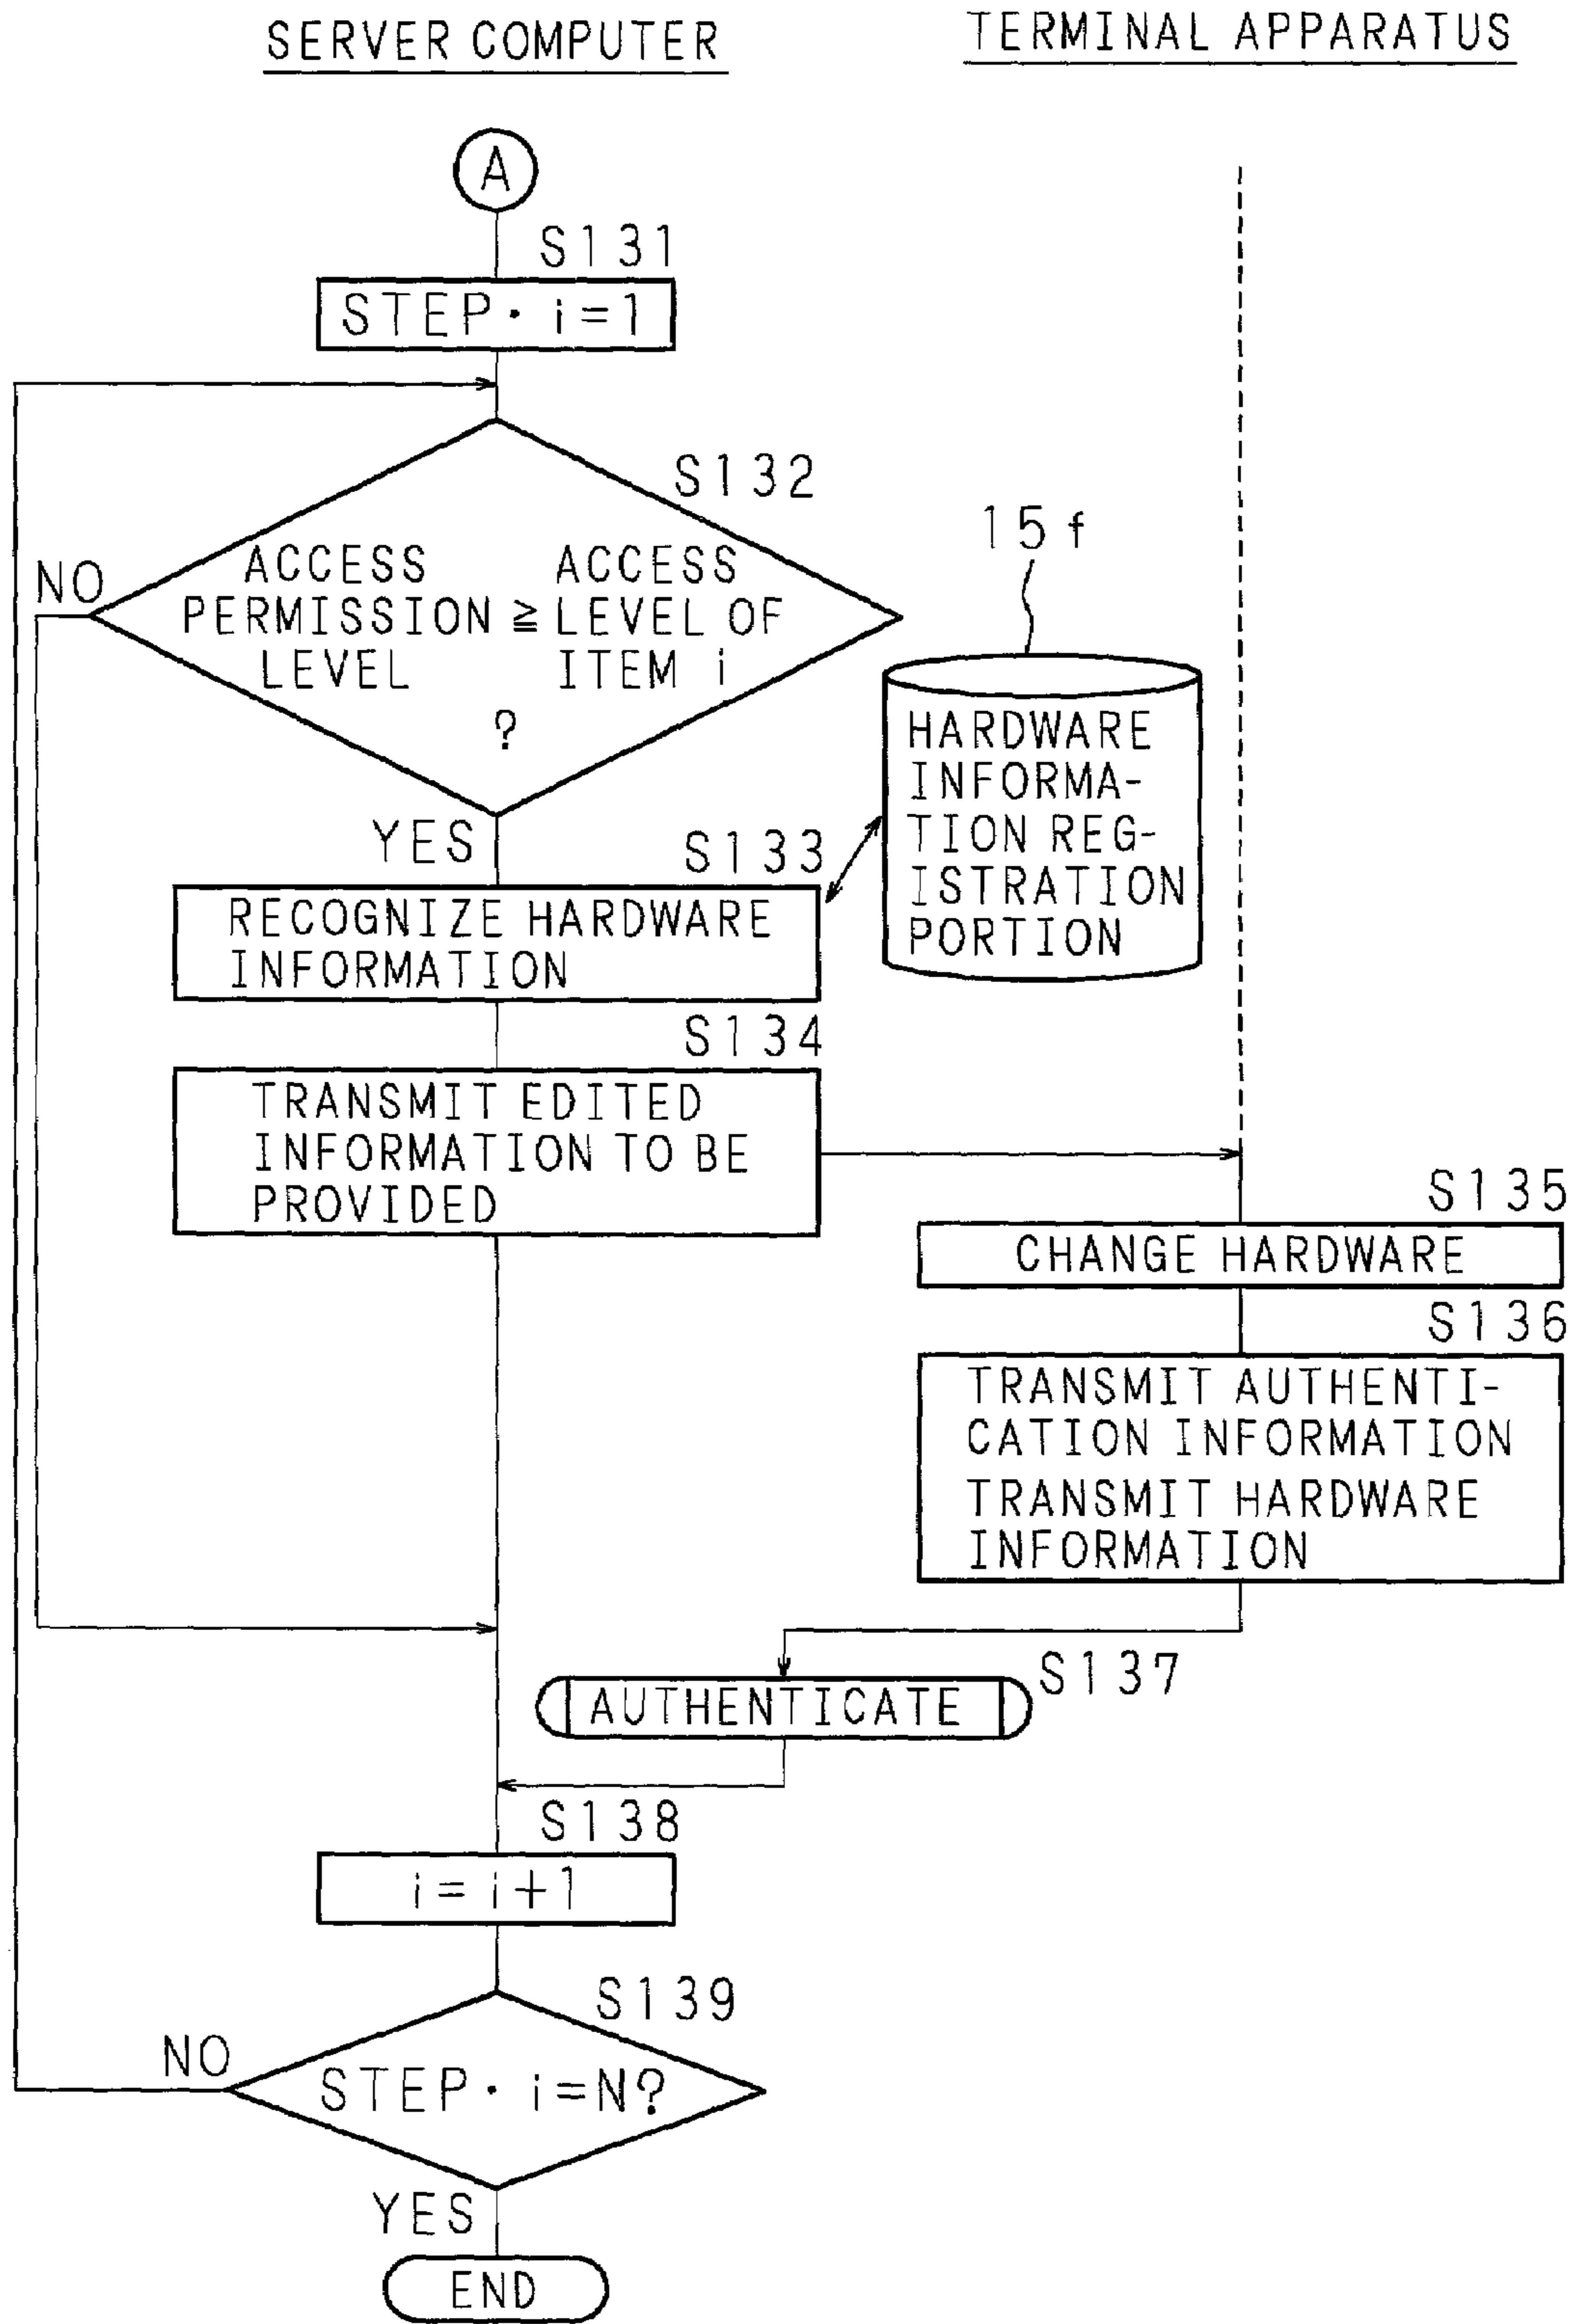 SERVER COMPUTER
TERMINAL APPARATUS
A
S131
STEP· i=1
S132
NO
ACCESS
PERMISSION
LEVEL
≧
ACCESS
LEVEL OF
ITEM i
?
15f
HARDWARE
INFORMA-
TION REG-
ISTRATION
PORTION
YES
S133
RECOGNIZE HARDWARE
INFORMATION
S134
TRANSMIT EDITED
INFORMATION TO BE
PROVIDED
S135
CHANGE HARDWARE
S136
TRANSMIT AUTHENTI-
CATION INFORMATION
TRANSMIT HARDWARE
INFORMATION
S137
AUTHENTICATE
S138
i=i+1
S139
NO
STEP· i=N?
YES
END